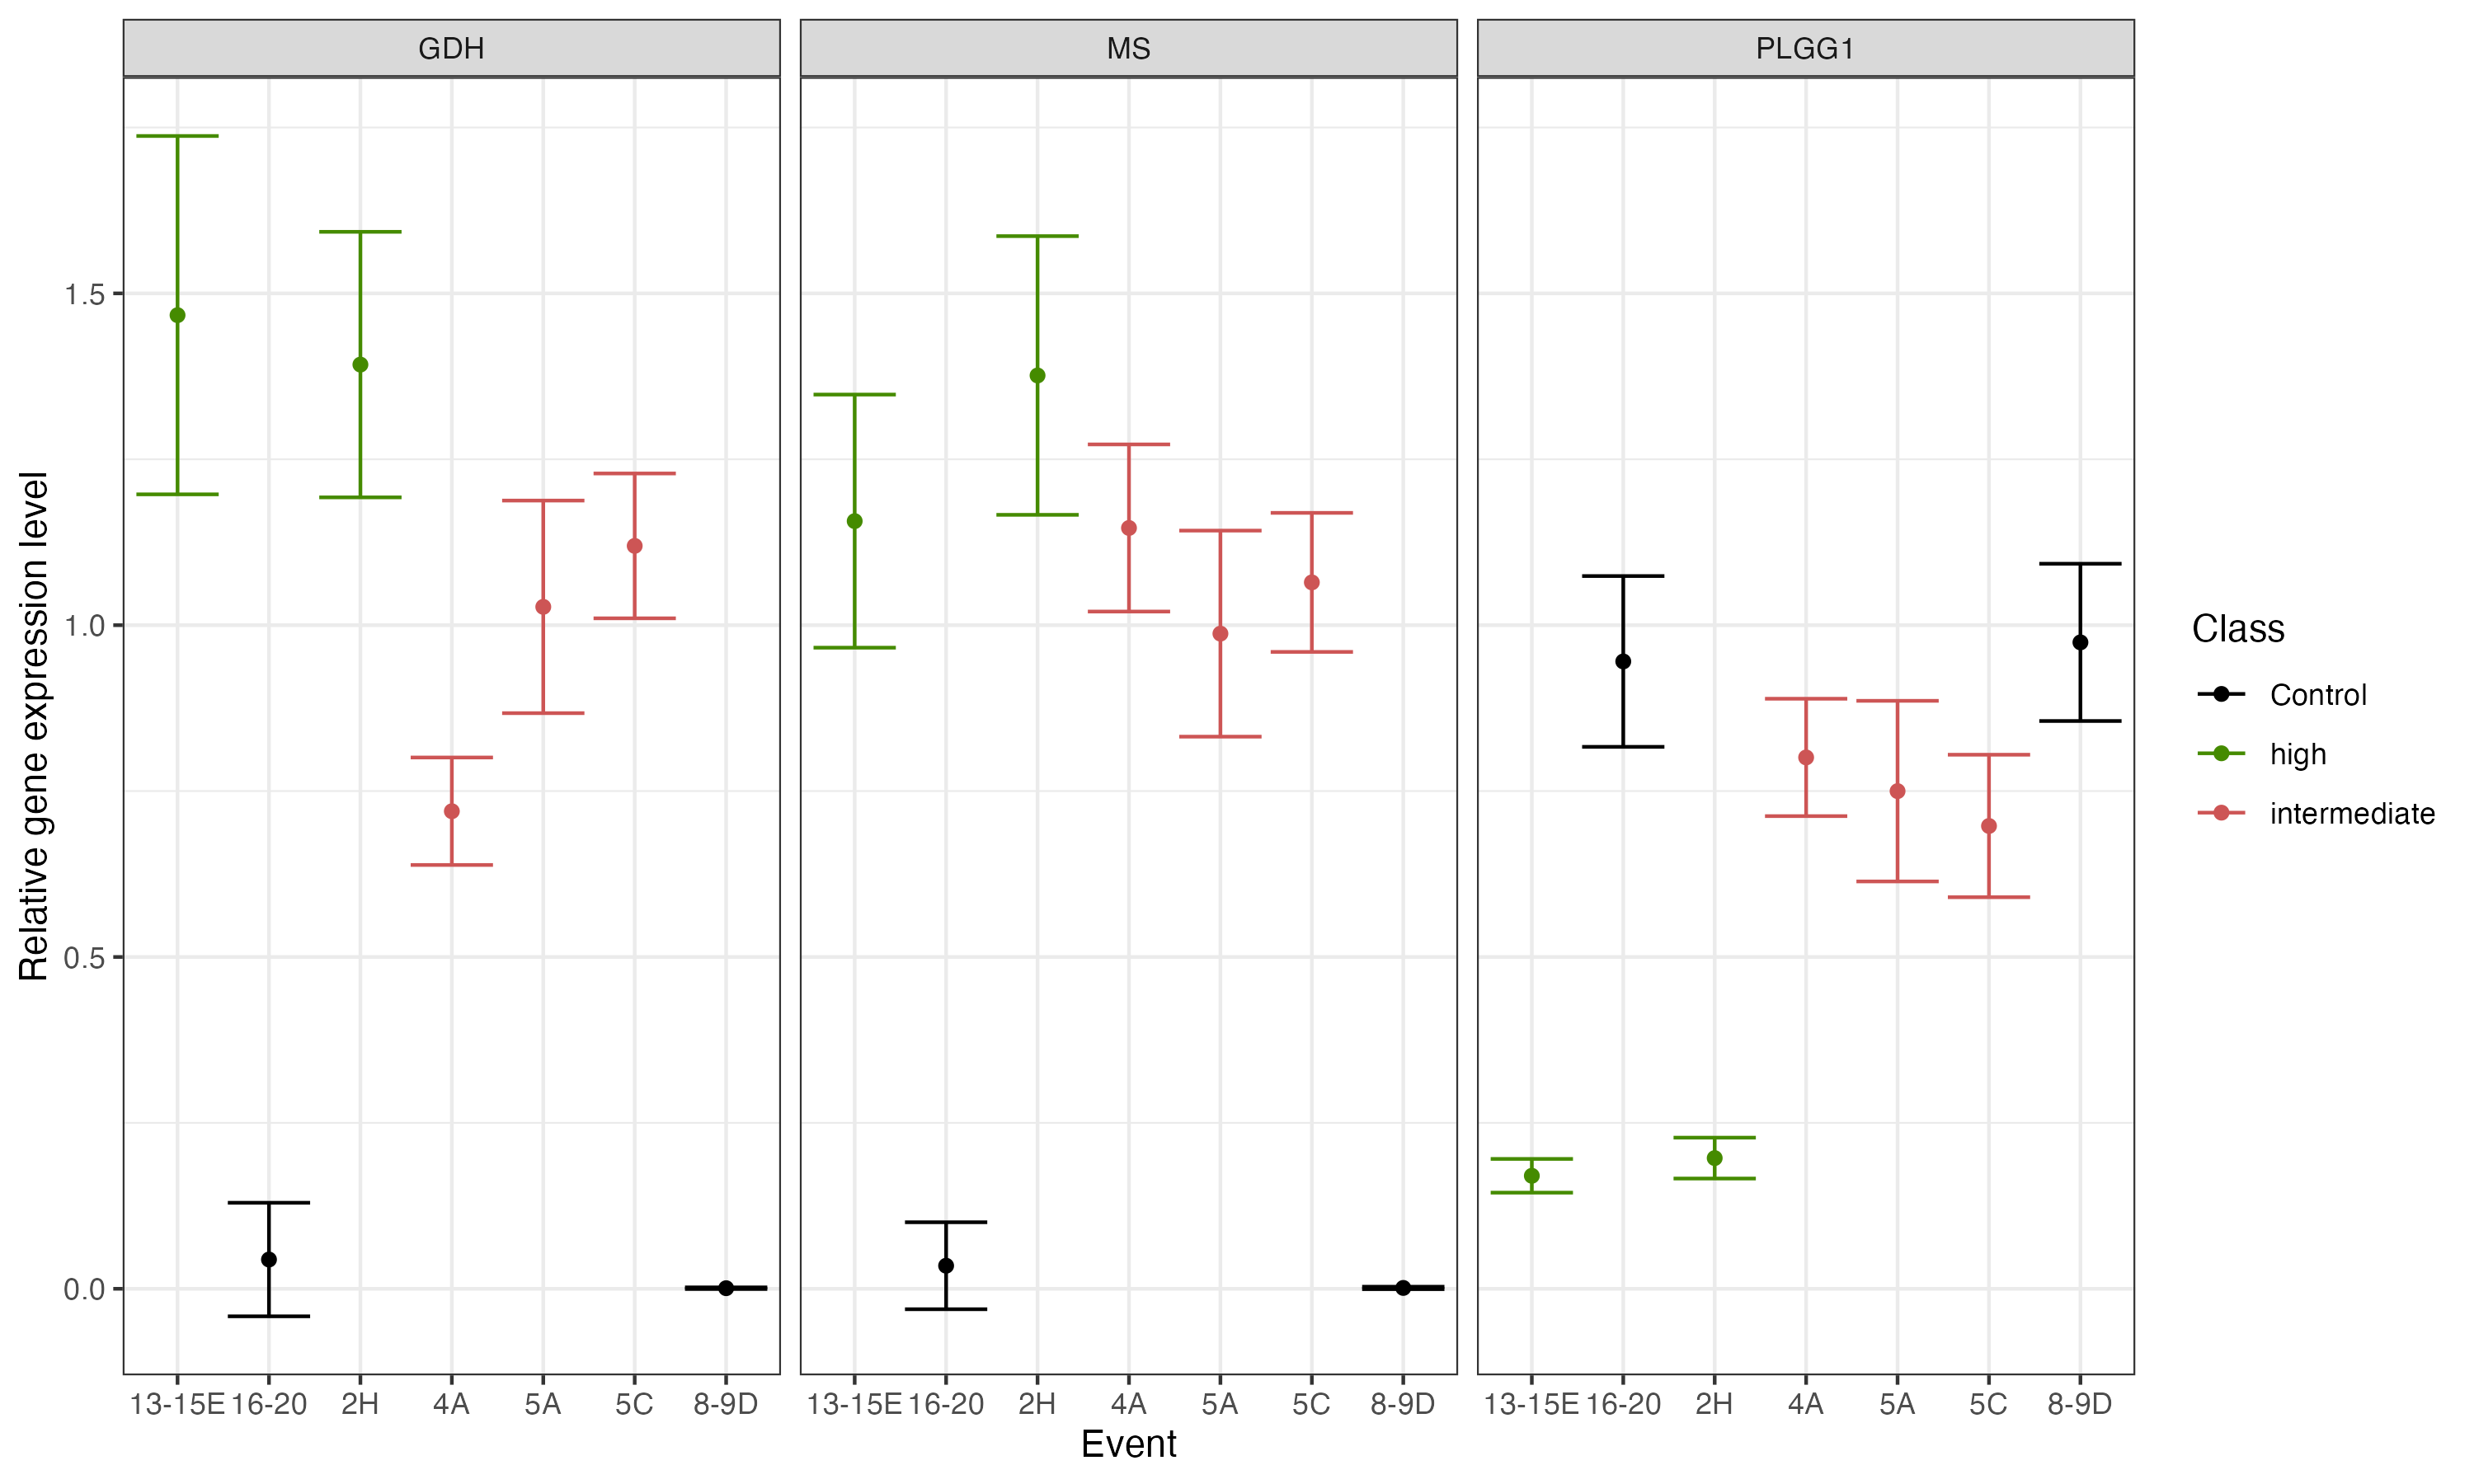 GDH MS PLGG1
Relative gene expression level
1.5
1.0
0.5
0.0
13-15E 16-20 2H 4A 5A 5C 8-9D 13-15E 16-20 2H 4A 5A 5C 8-9D 13-15E 16-20 2H 4A 5A 5C 8-9D
Event
Class
Control
high
intermediate